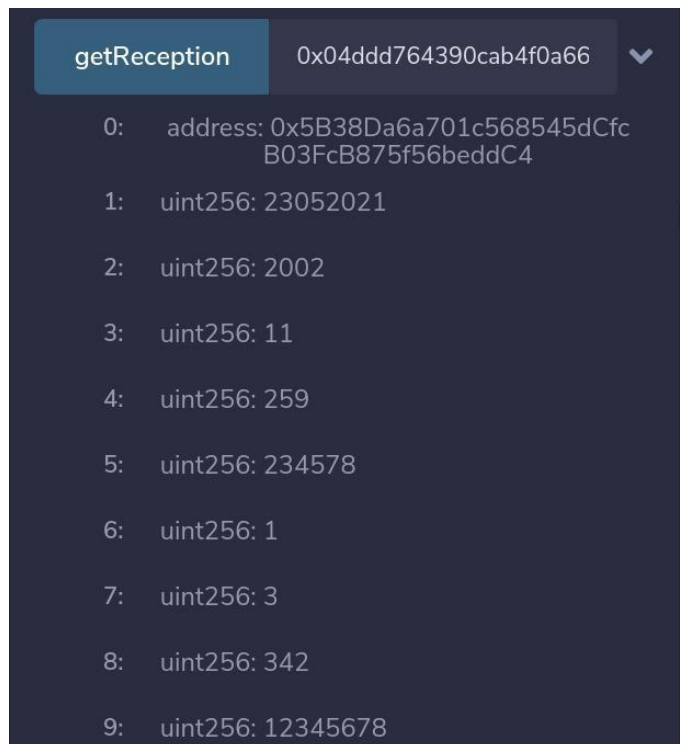 getReception 0x04ddd764390cab4f0a66
0: address: 0x5B38Da6a701c568545dCfc
B03FcB875f56beddC4
1: uint256: 23052021
2: uint256: 2002
3: uint256: 11
4: uint256: 259
5: uint256: 234578
6: uint256: 1
7: uint256: 3
8: uint256: 342
9: uint256: 12345678